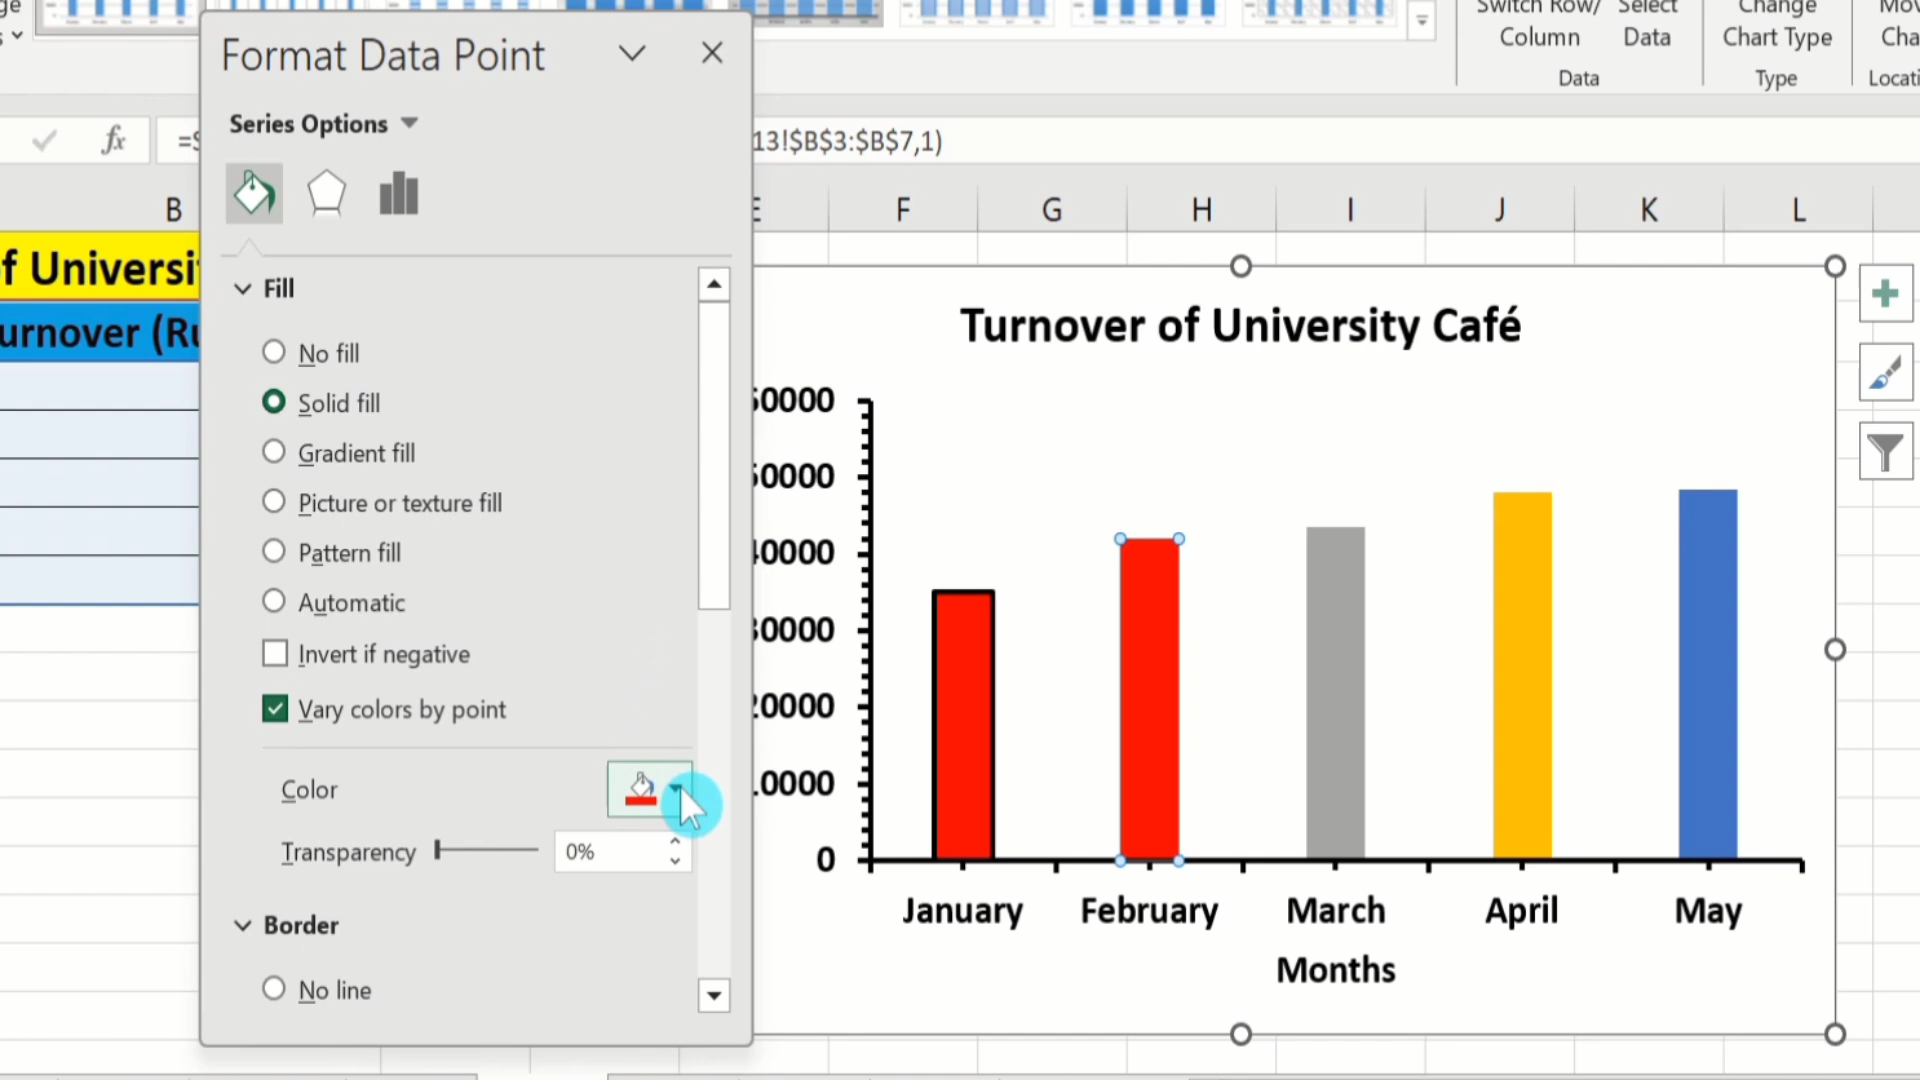 Switch Row/ Select
Column Data
Data
Change
Chart Type
Type
Format Data Point
Series Options
fx
13!$B$3:$B$7,1)
B F G H I J K L
Fill
No fill
Solid fill
Gradient fill
Picture or texture fill
Pattern fill
Automatic
Invert if negative
Vary colors by point
Color
Transparency 0%
Border
No line
Turnover of University Café
0
January February March April May
Months